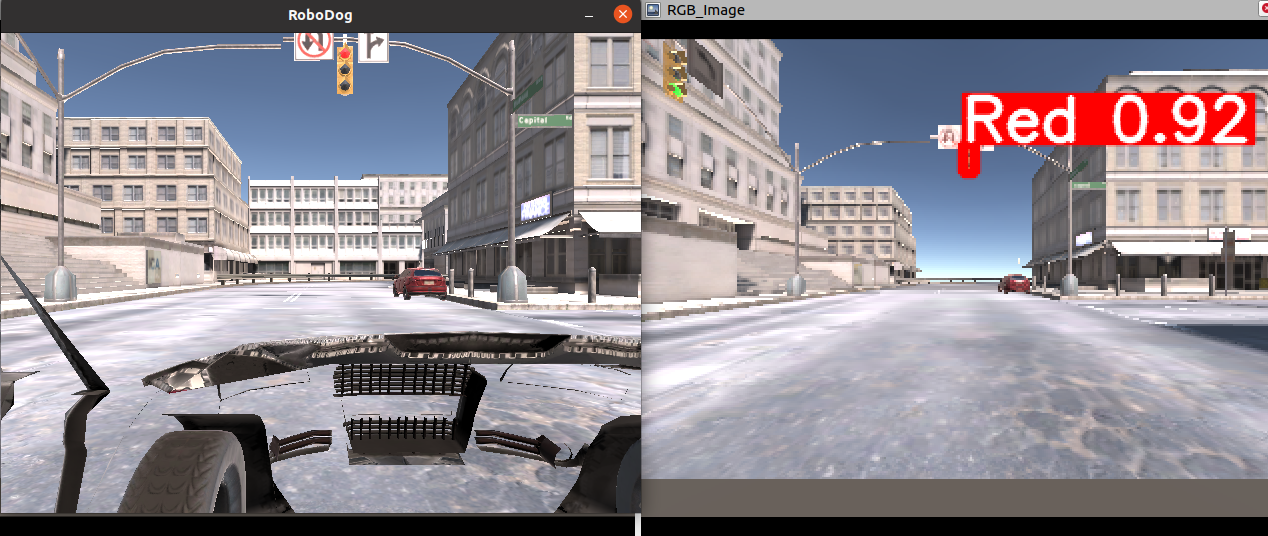 RoboDog
RGB_Image
Capital
Red 0.92